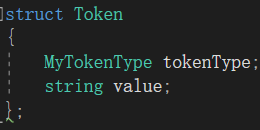 struct Token
{
MyTokenType tokenType;
string value;
};